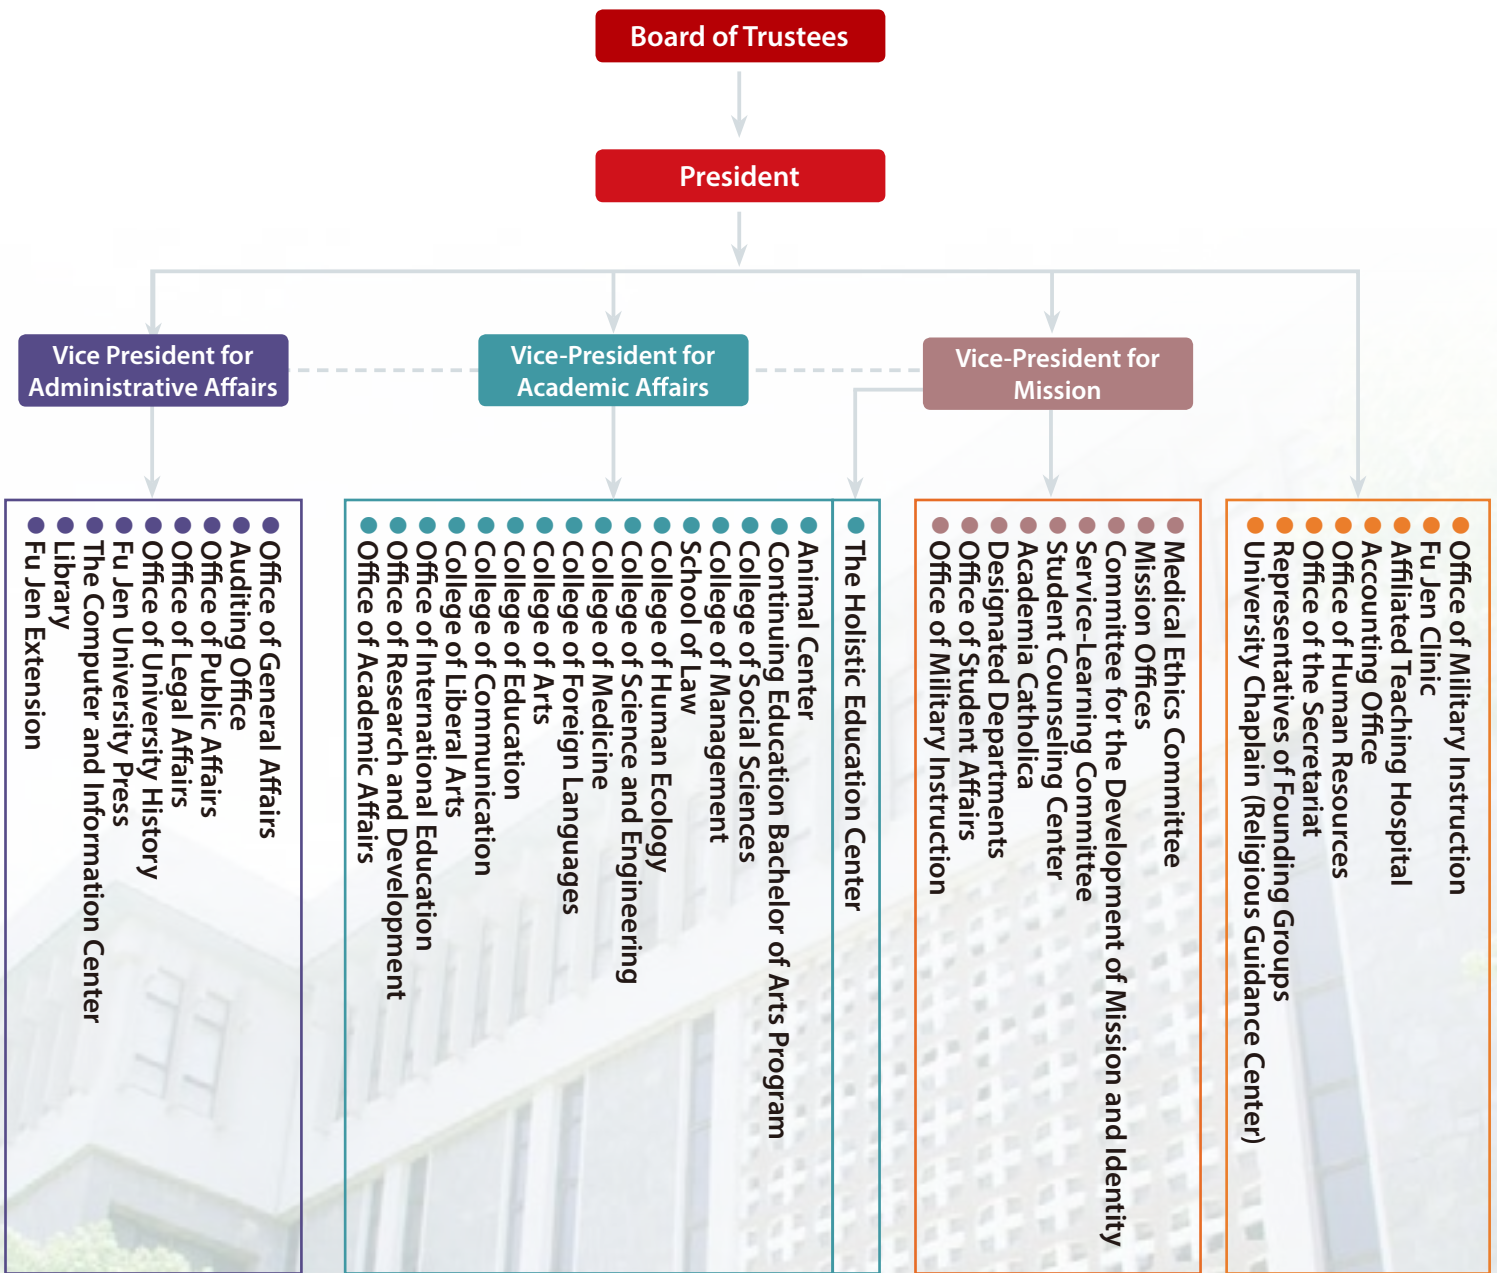 Board of Trustees
President
Vice President for
Administrative Affairs
Vice-President for
Academic Affairs
Vice-President for
Mission
Office of General Affairs
Auditing Office
Office of Public Affairs
Office of Legal Affairs
Office of University History
Fu Jen University Press
The Computer and Information Center
Library
Fu Jen Extension
The Holistic Education Center
Animal Center
Continuing Education Bachelor of Arts Program
College of Social Sciences
College of Management
School of Law
College of Human Ecology
College of Science and Engineering
College of Medicine
College of Foreign Languages
College of Arts
College of Education
College of Communication
College of Liberal Arts
Office of International Education
Office of Research and Development
Office of Academic Affairs
Medical Ethics Committee
Mission Offices
Committee for the Development of Mission and Identity
Service-Learning Committee
Student Counseling Center
Academia Catholica
Designated Departments
Office of Student Affairs
Office of Military Instruction
Office of Military Instruction
Fu Jen Clinic
Affiliated Teaching Hospital
Accounting Office
Office of Human Resources
Office of the Secretariat
Representatives of Founding Groups
University Chaplain (Religious Guidance Center)